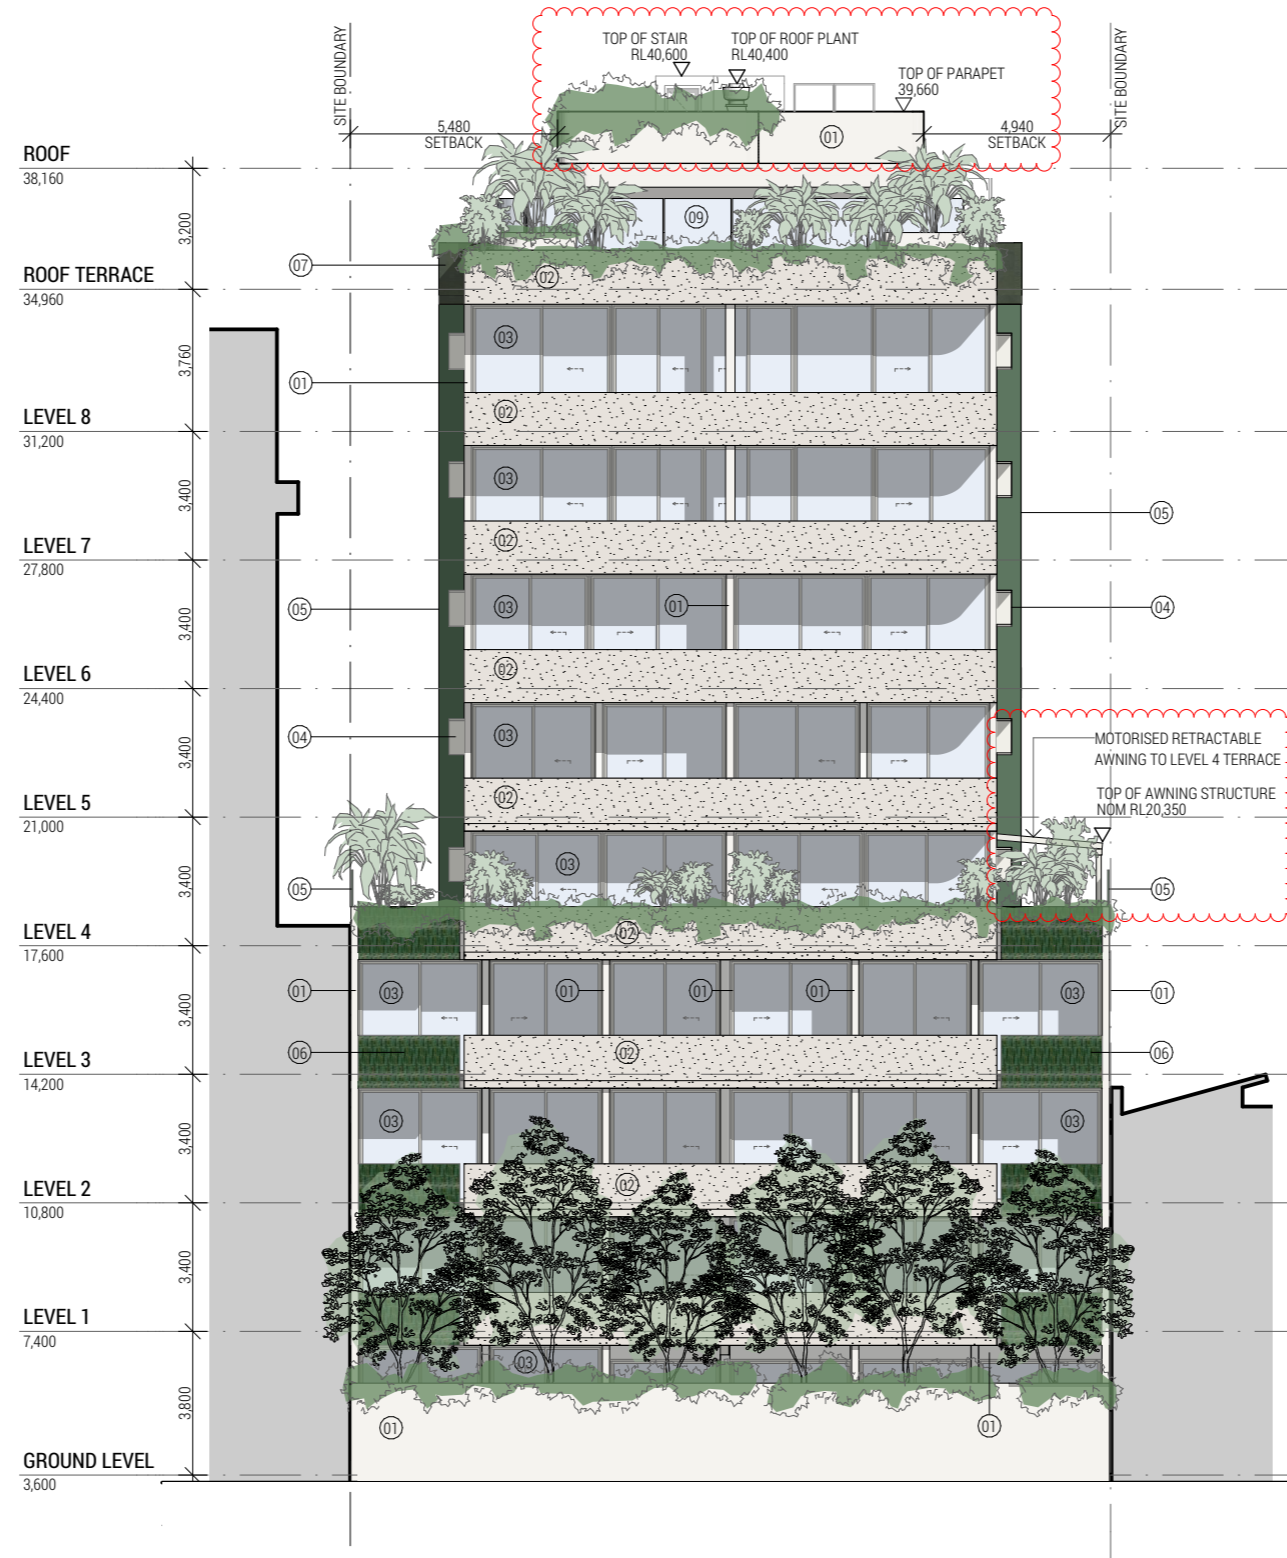 SITE BOUNDARY
TOP OF STAIR
RL40,600
TOP OF ROOF PLANT
RL40,400
TOP OF PARAPET
39,660
SITE BOUNDARY
5,480
SETBACK
01
4,940
SETBACK
ROOF
38,160
3,200
09
07
02
ROOF TERRACE
34,960
3,760
03
01
02
LEVEL 8
31,200
3,400
03
05
02
LEVEL 7
27,800
3,400
05
03
01
04
02
LEVEL 6
24,400
3,400
04
03
MOTORISED RETRACTABLE
AWNING TO LEVEL 4 TERRACE
TOP OF AWNING STRUCTURE
NOM RL20,350
02
LEVEL 5
21,000
3,400
05
03
05
02
LEVEL 4
17,600
3,400
01
03
01
01
01
03
01
06
02
06
LEVEL 3
14,200
3,400
03
03
02
LEVEL 2
10,800
3,400
LEVEL 1
7,400
03
3,800
01
01
GROUND LEVEL
3,600